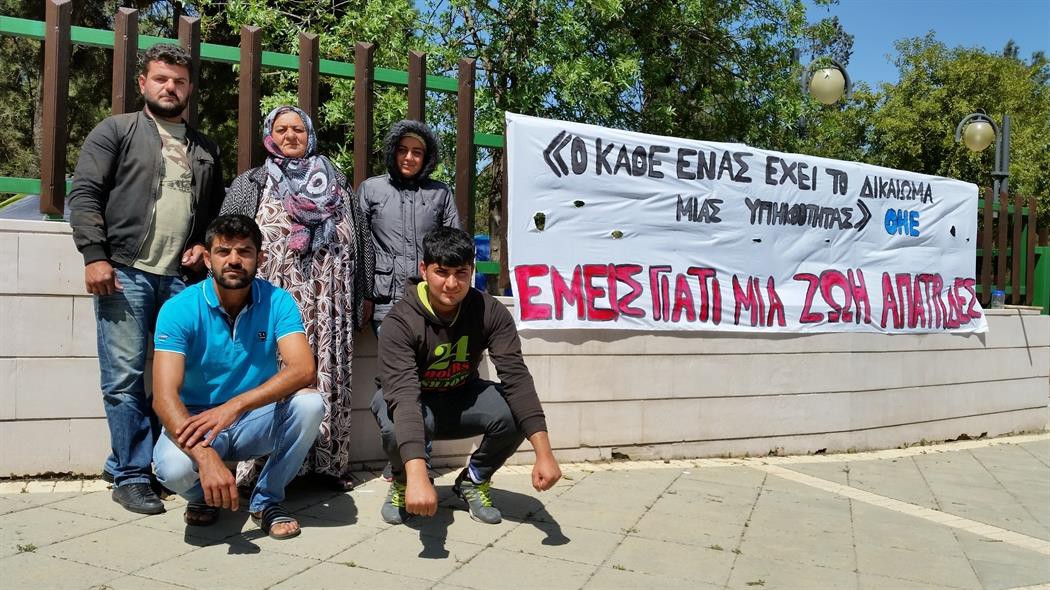 «Ο ΚΑΘΕ ΕΝΑΣ ΕΧΕΙ ΤΟ ΔΙΚΑΙΩΜΑ
ΜΙΑΣ ΥΠΗΚΟΟΤΗΤΑΣ» ΟΗΕ
ΕΜΕΙΣ ΓΙΑΤΙ ΜΙΑ ΖΩΗ ΑΠΑΤΡΙΔΕΣ
24